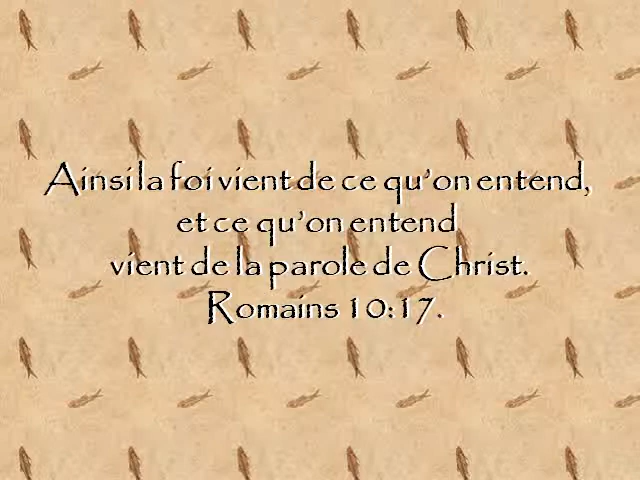 Ainsi la foi vient de ce qu'on entend,
et ce qu'on entend
vient de la parole de Christ.
Romains 10:17.